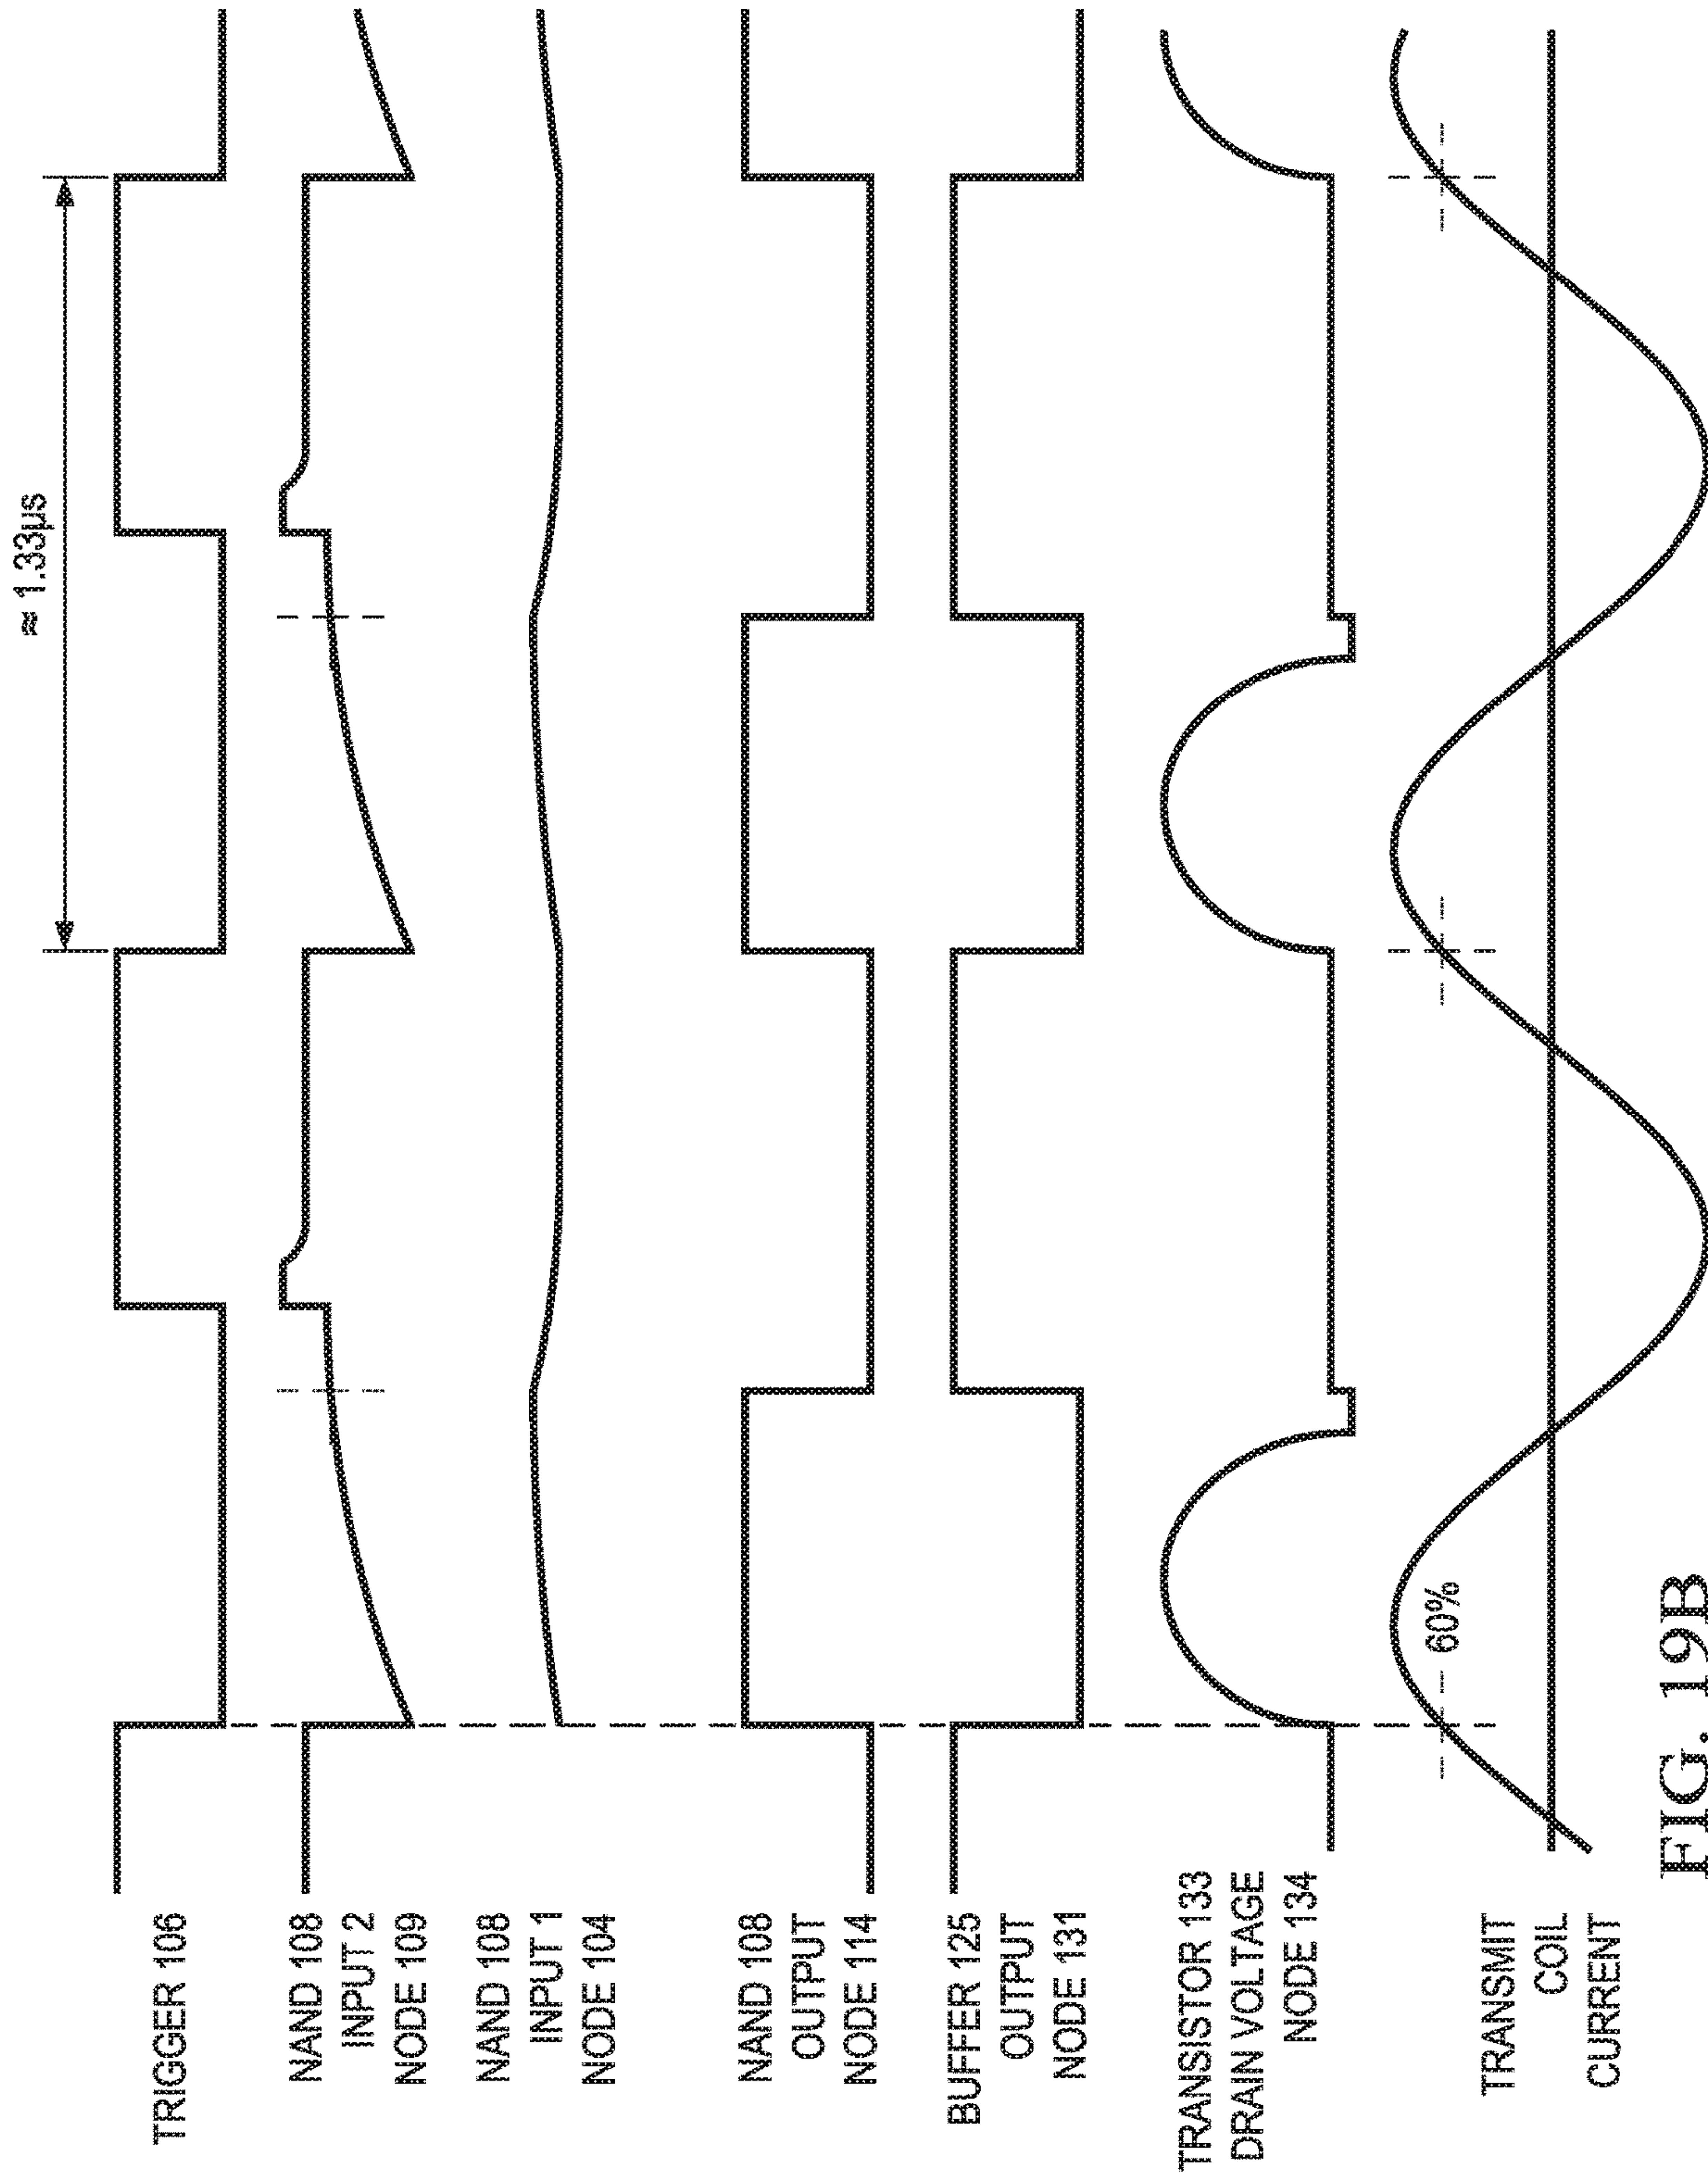 ≈ 1.33µs
TRIGGER 106
NAND 108
INPUT 2
NODE 109
NAND 108
INPUT 1
NODE 104
NAND 108
OUTPUT
NODE 114
BUFFER 125
OUTPUT
NODE 131
TRANSISTOR 133
DRAIN VOLTAGE
NODE 134
60%
TRANSMIT
COIL
CURRENT
FIG. 19B